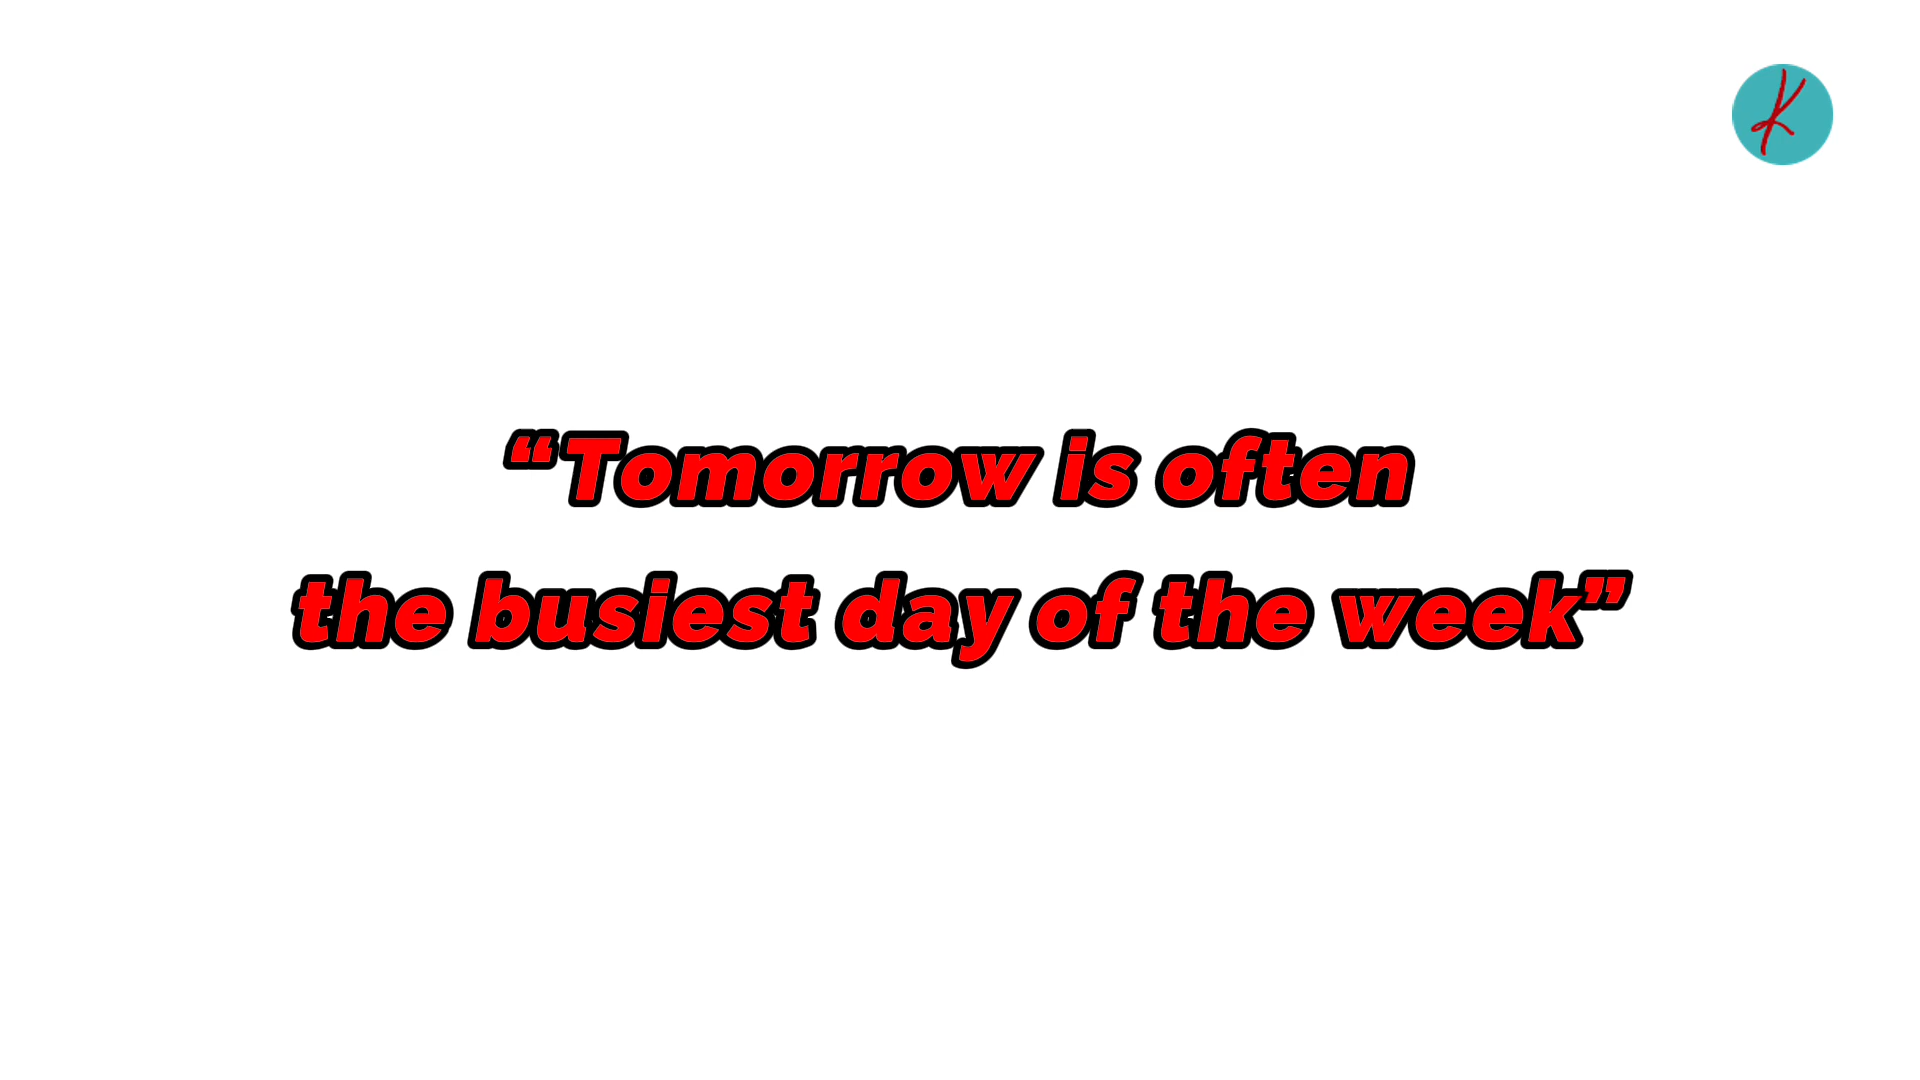 K
“Tomorrow is often
the busiest day of the week”